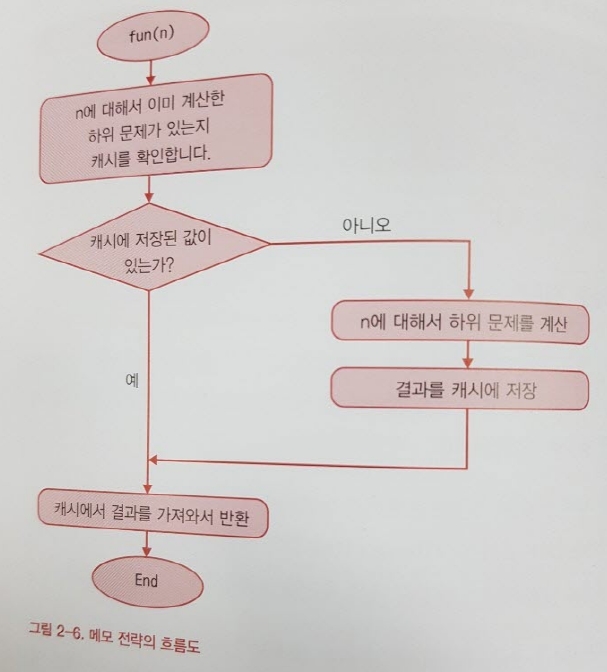 fun(n)
n에 대해서 이미 계산한
하위 문제가 있는지
캐시를 확인합니다.
캐시에 저장된 값이
있는가?
아니오
n에 대해서 하위 문제를 계산
예
결과를 캐시에 저장
캐시에서 결과를 가져와서 반환
End
그림 2-6. 메모 전략의 흐름도